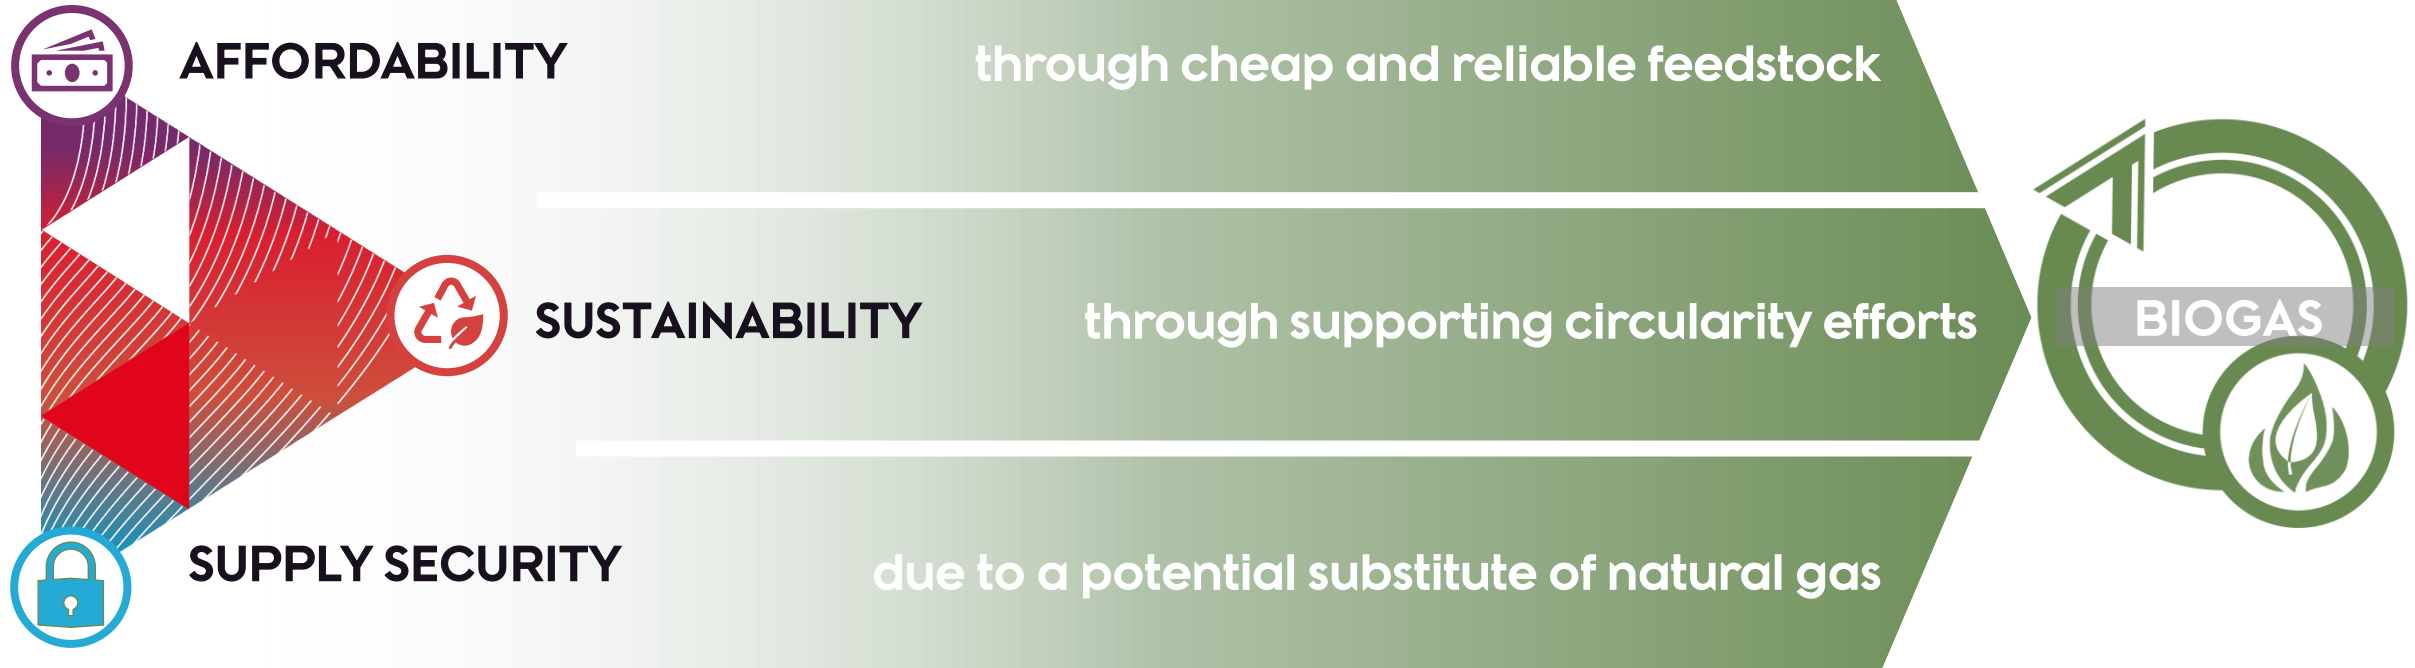 AFFORDABILITY through cheap and reliable feedstock
SUSTAINABILITY through supporting circularity efforts
BIOGAS
SUPPLY SECURITY due to a potential substitute of natural gas